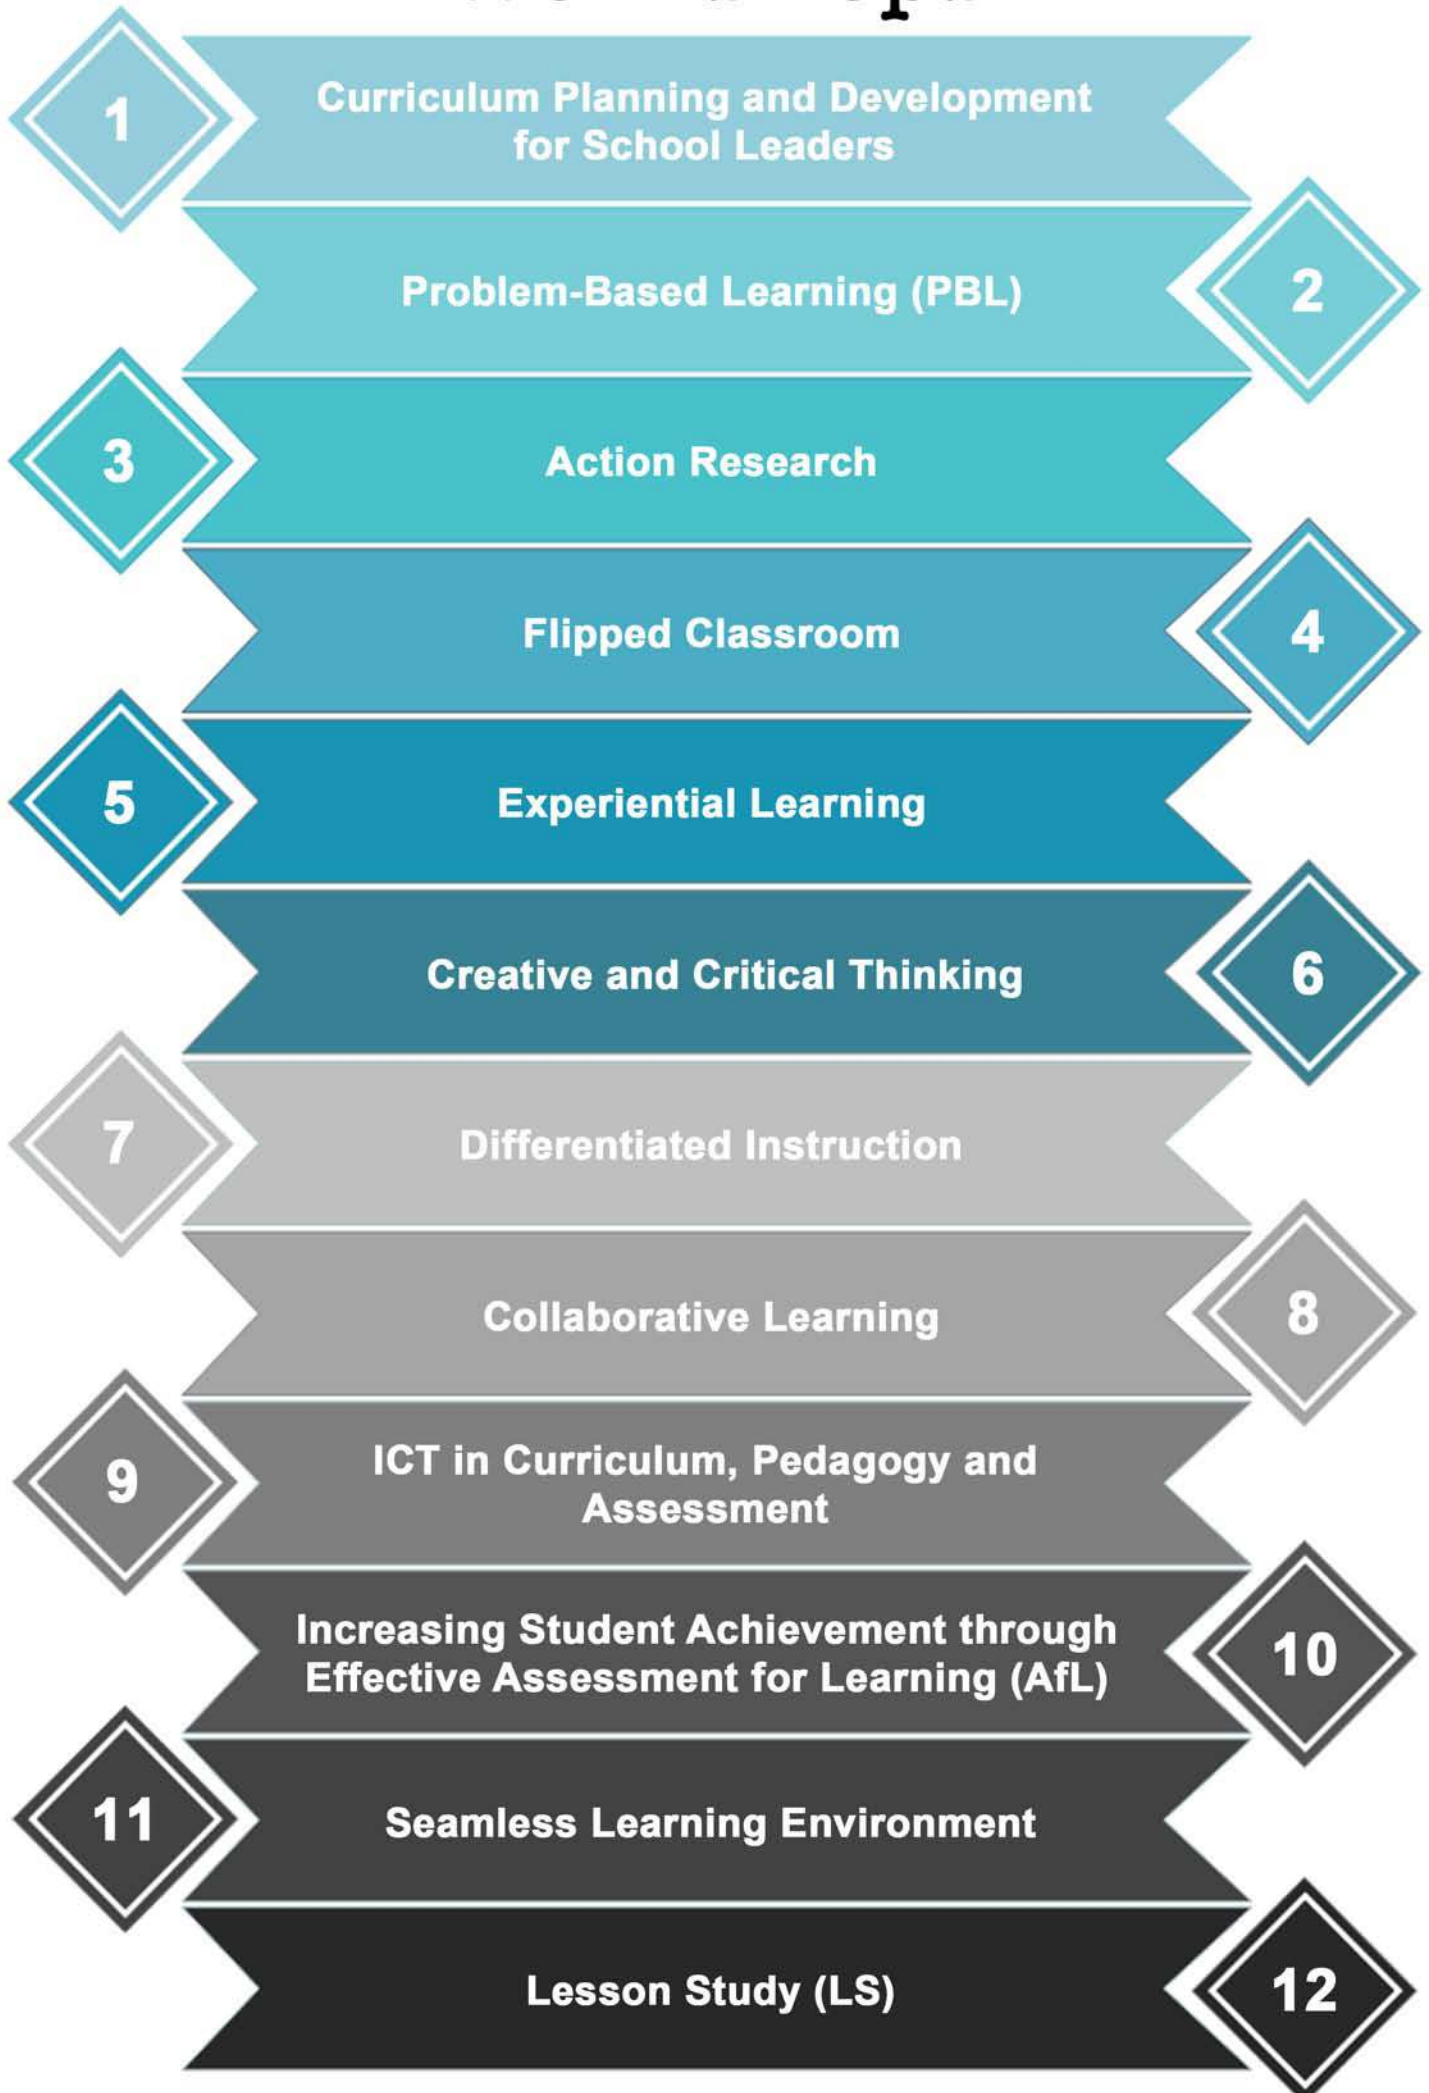 1
Curriculum Planning and Development
for School Leaders
Problem-Based Learning (PBL)
2
3
Action Research
Flipped Classroom
4
5
Experiential Learning
Creative and Critical Thinking
6
7
Differentiated Instruction
Collaborative Learning
8
9
ICT in Curriculum, Pedagogy and
Assessment
Increasing Student Achievement through
Effective Assessment for Learning (AfL)
10
11
Seamless Learning Environment
Lesson Study (LS)
12